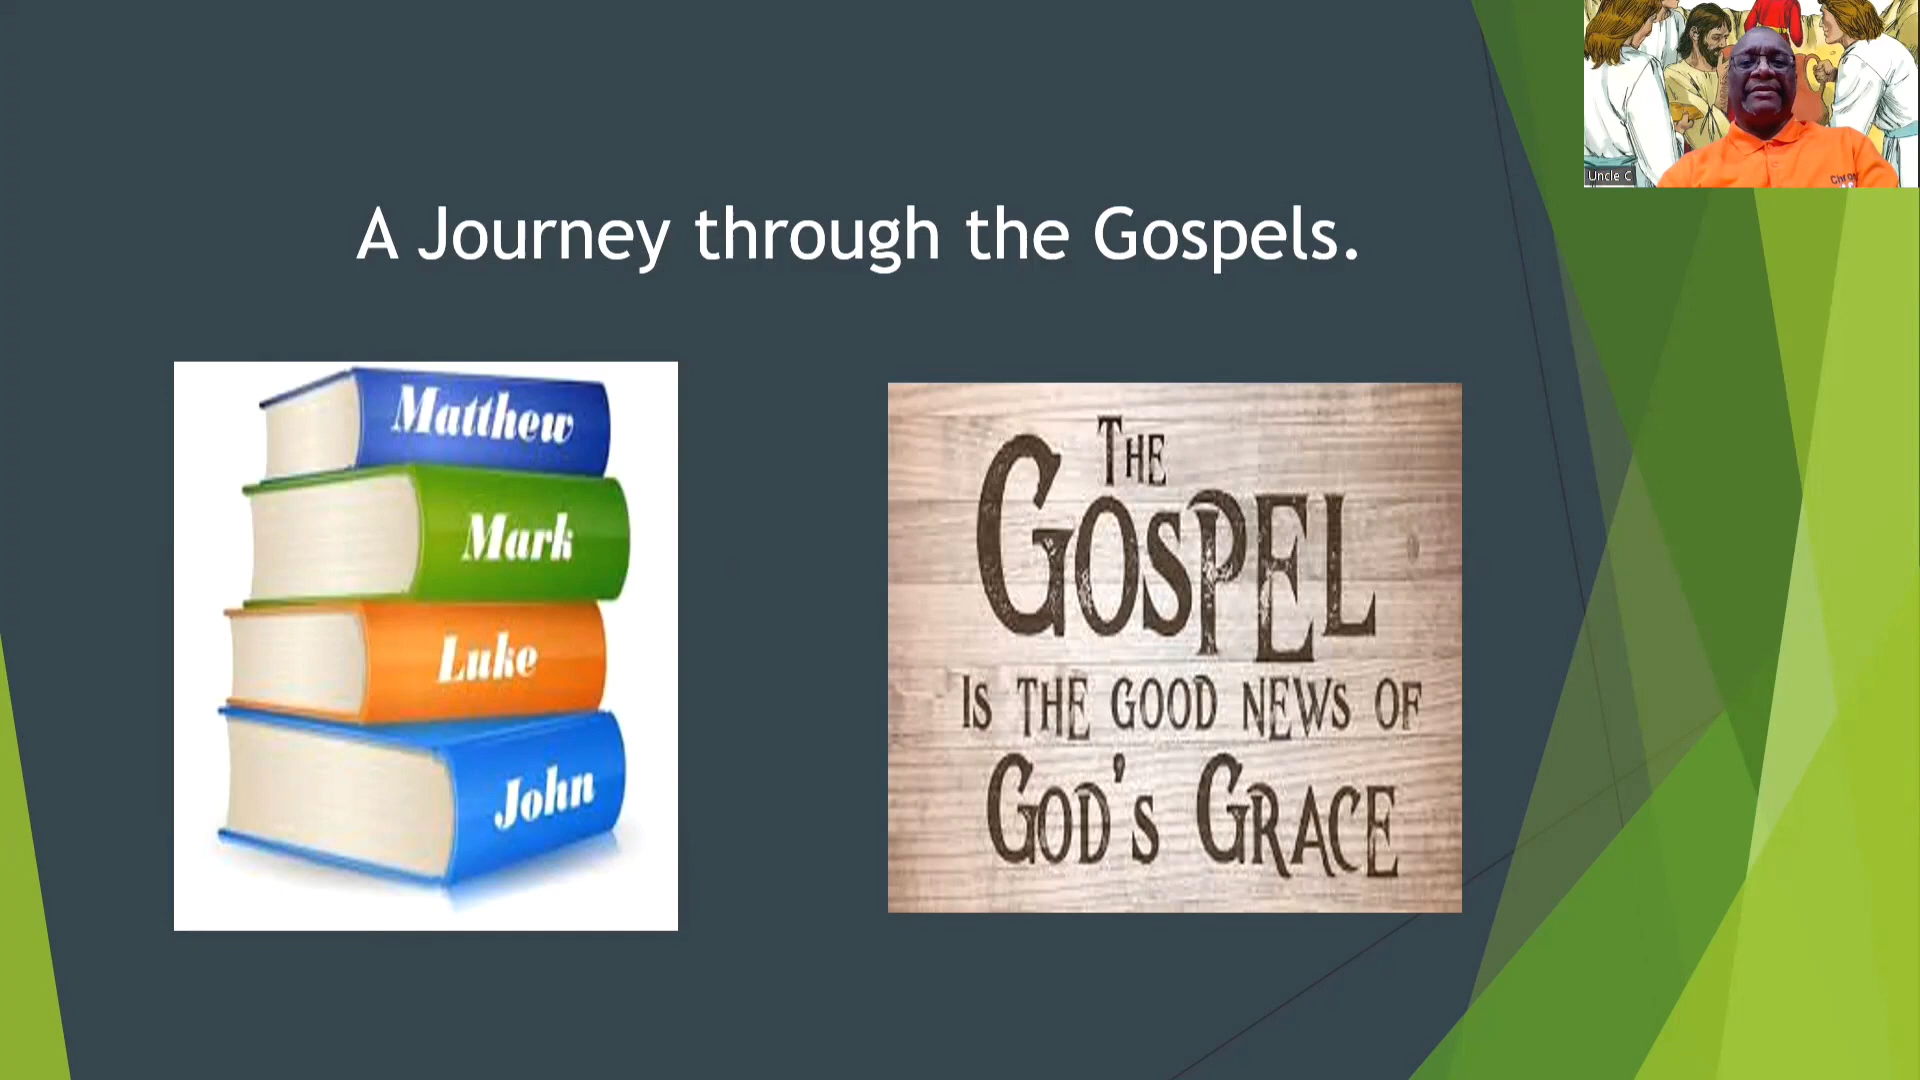 A Journey through the Gospels.
Matthew
Mark
Luke
John
THE
GOSPEL
IS THE GOOD NEWS OF
GOD'S GRACE
Uncle C